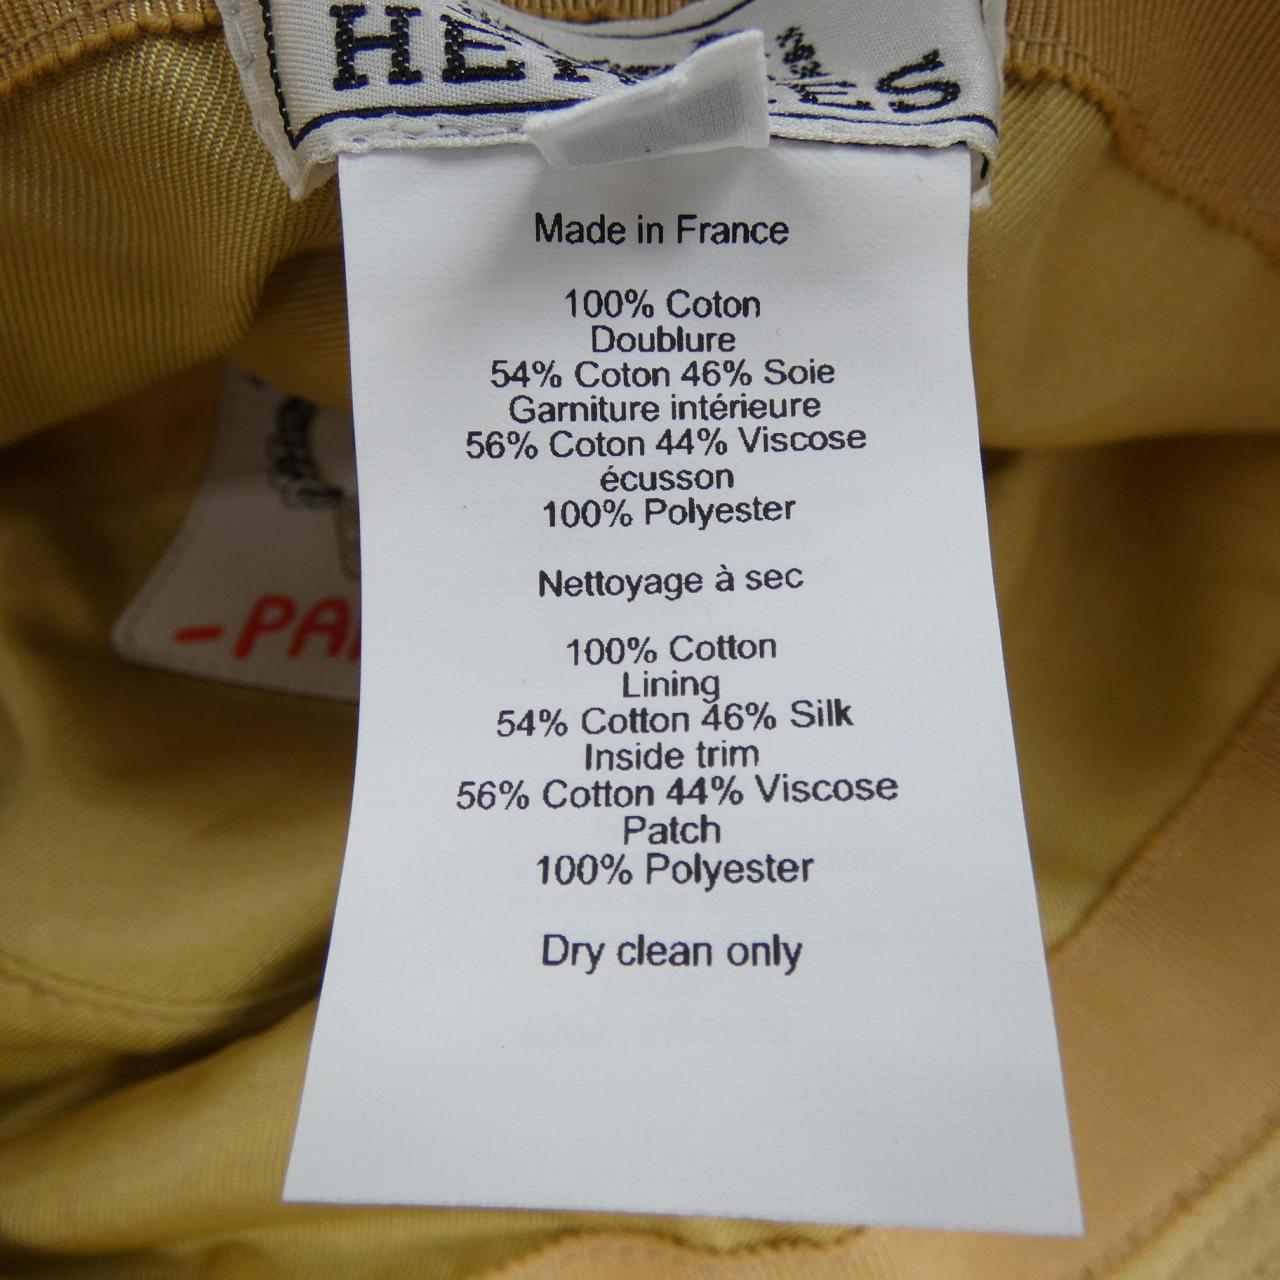 Made in France
100% Coton
Doublure
54% Coton 46% Soie
Garniture intérieure
56% Coton 44% Viscose
écusson
100% Polyester
Nettoyage à sec
100% Cotton
Lining
54% Cotton 46% Silk
Inside trim
56% Cotton 44% Viscose
Patch
100% Polyester
Dry clean only